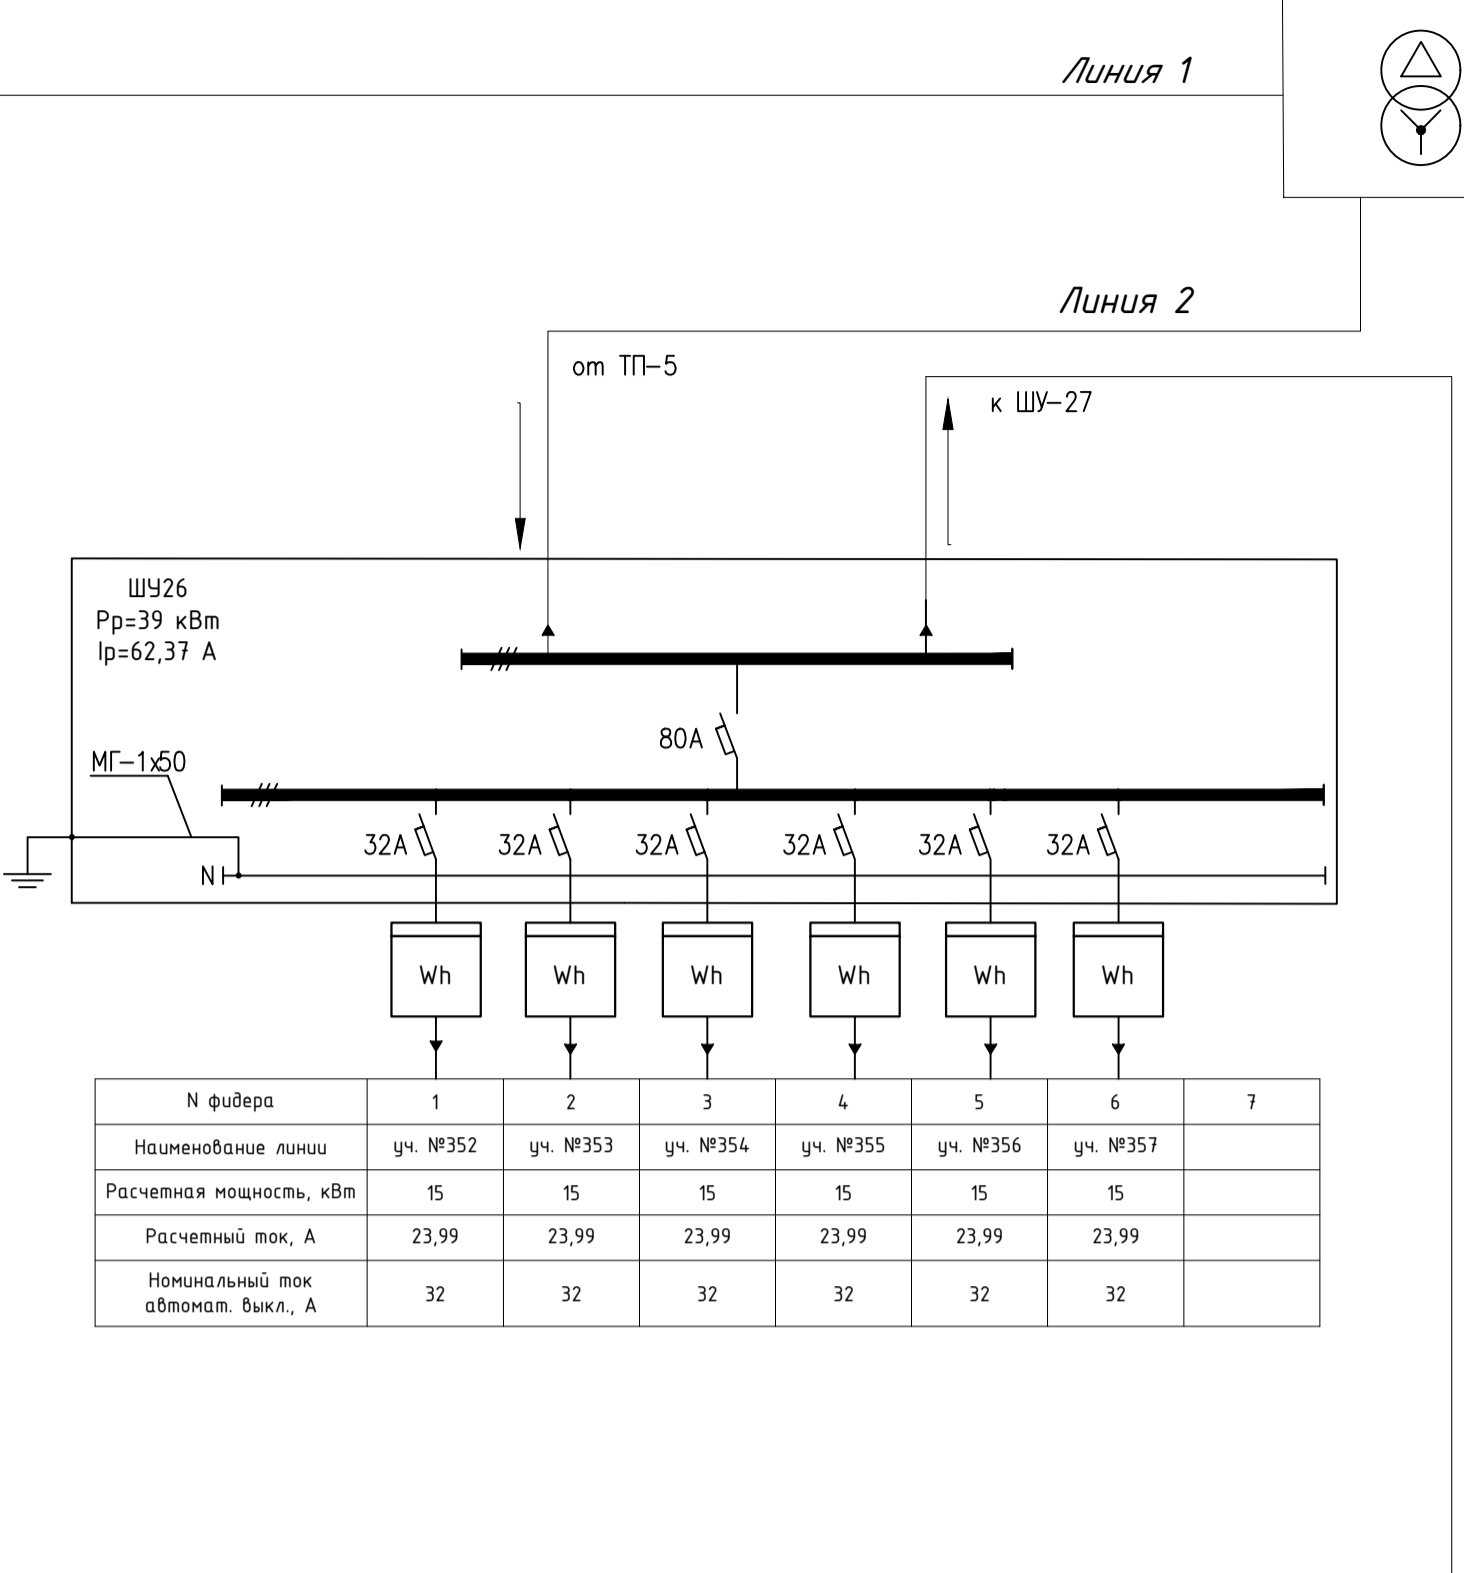 Линия 1
Линия 2
от ТП-5
к ШУ-27
ШУ26
Рр=39 кВт
Iр=62,37 А
80А
МГ-1х50
32А 32А 32А 32А 32А 32А
N
Wh Wh Wh Wh Wh Wh
N фидера 1 2 3 4 5 6 7
Наименование линии уч. №352 уч. №353 уч. №354 уч. №355 уч. №356 уч. №357
Расчетная мощность, кВт 15 15 15 15 15 15
Расчетный ток, А 23,99 23,99 23,99 23,99 23,99 23,99
Номинальный ток
автомат. выкл., А 32 32 32 32 32 32